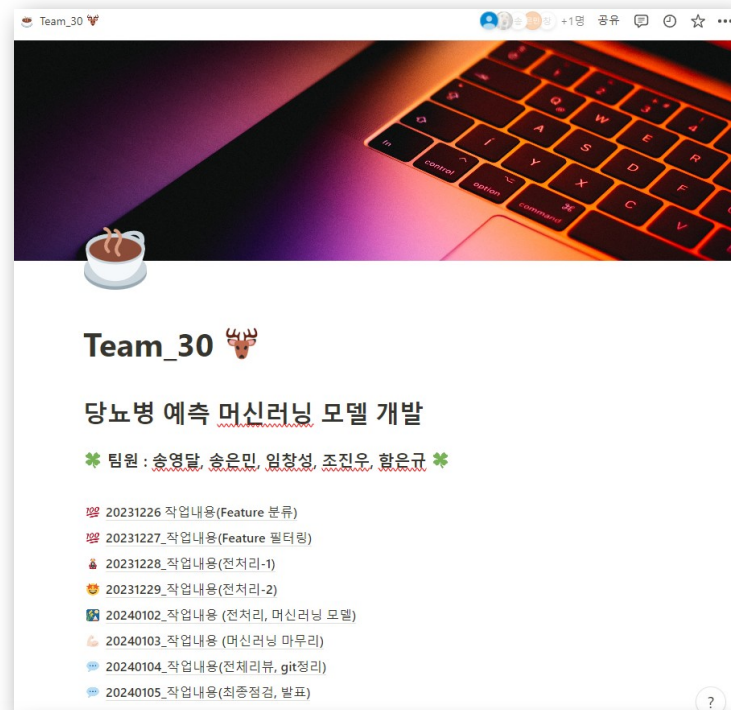 Team_30
+1명 공유
fn control option command
Q W E R
A S D F
Y X C V
Team_30
당뇨병 예측 머신러닝 모델 개발
팀원 : 송영달, 송은민, 임창성, 조진우, 함은규
20231226 작업내용(Feature 분류)
20231227_작업내용(Feature 필터링)
20231228_작업내용(전처리-1)
20231229_작업내용(전처리-2)
20240102_작업내용 (전처리, 머신러닝 모델)
20240103_작업내용 (머신러닝 마무리)
20240104_작업내용(전체리뷰, git정리)
20240105_작업내용(최종점검, 발표)
?